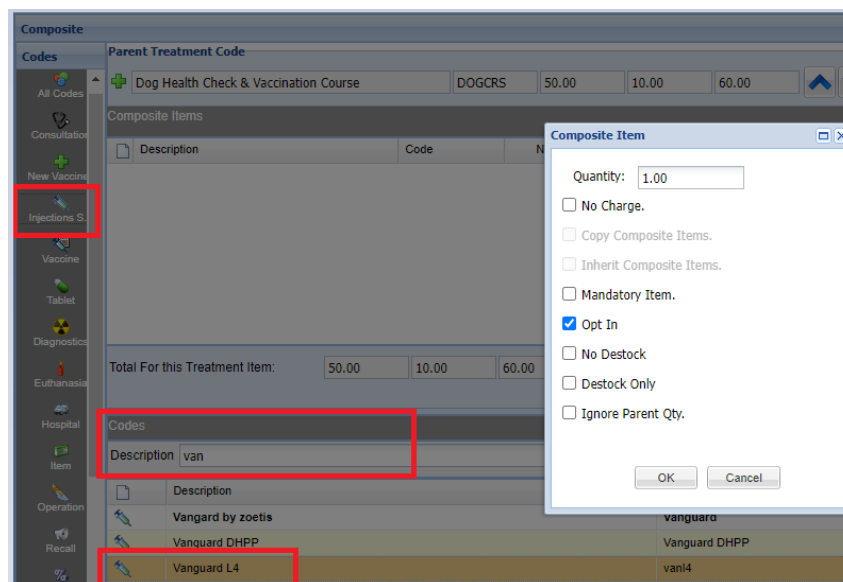 Composite
Codes
All Codes
Consultation
New Vaccine
Injections S.
Vaccine
Tablet
Diagnostics
Euthanasia
Hospital
Item
Operation
Recall
%
Parent Treatment Code
Dog Health Check & Vaccination Course DOGCRS 50.00 10.00 60.00
Composite Items
Description Code N
Total For this Treatment Item: 50.00 10.00 60.00
Codes
Description van
Description
Vangard by zoetis Vanguard
Vanguard DHPP Vanguard DHPP
Vanguard L4 vanl4
Composite Item
Quantity: 1.00
No Charge.
Copy Composite Items.
Inherit Composite Items.
Mandatory Item.
Opt In
No Destock
Destock Only
Ignore Parent Qty.
OK Cancel